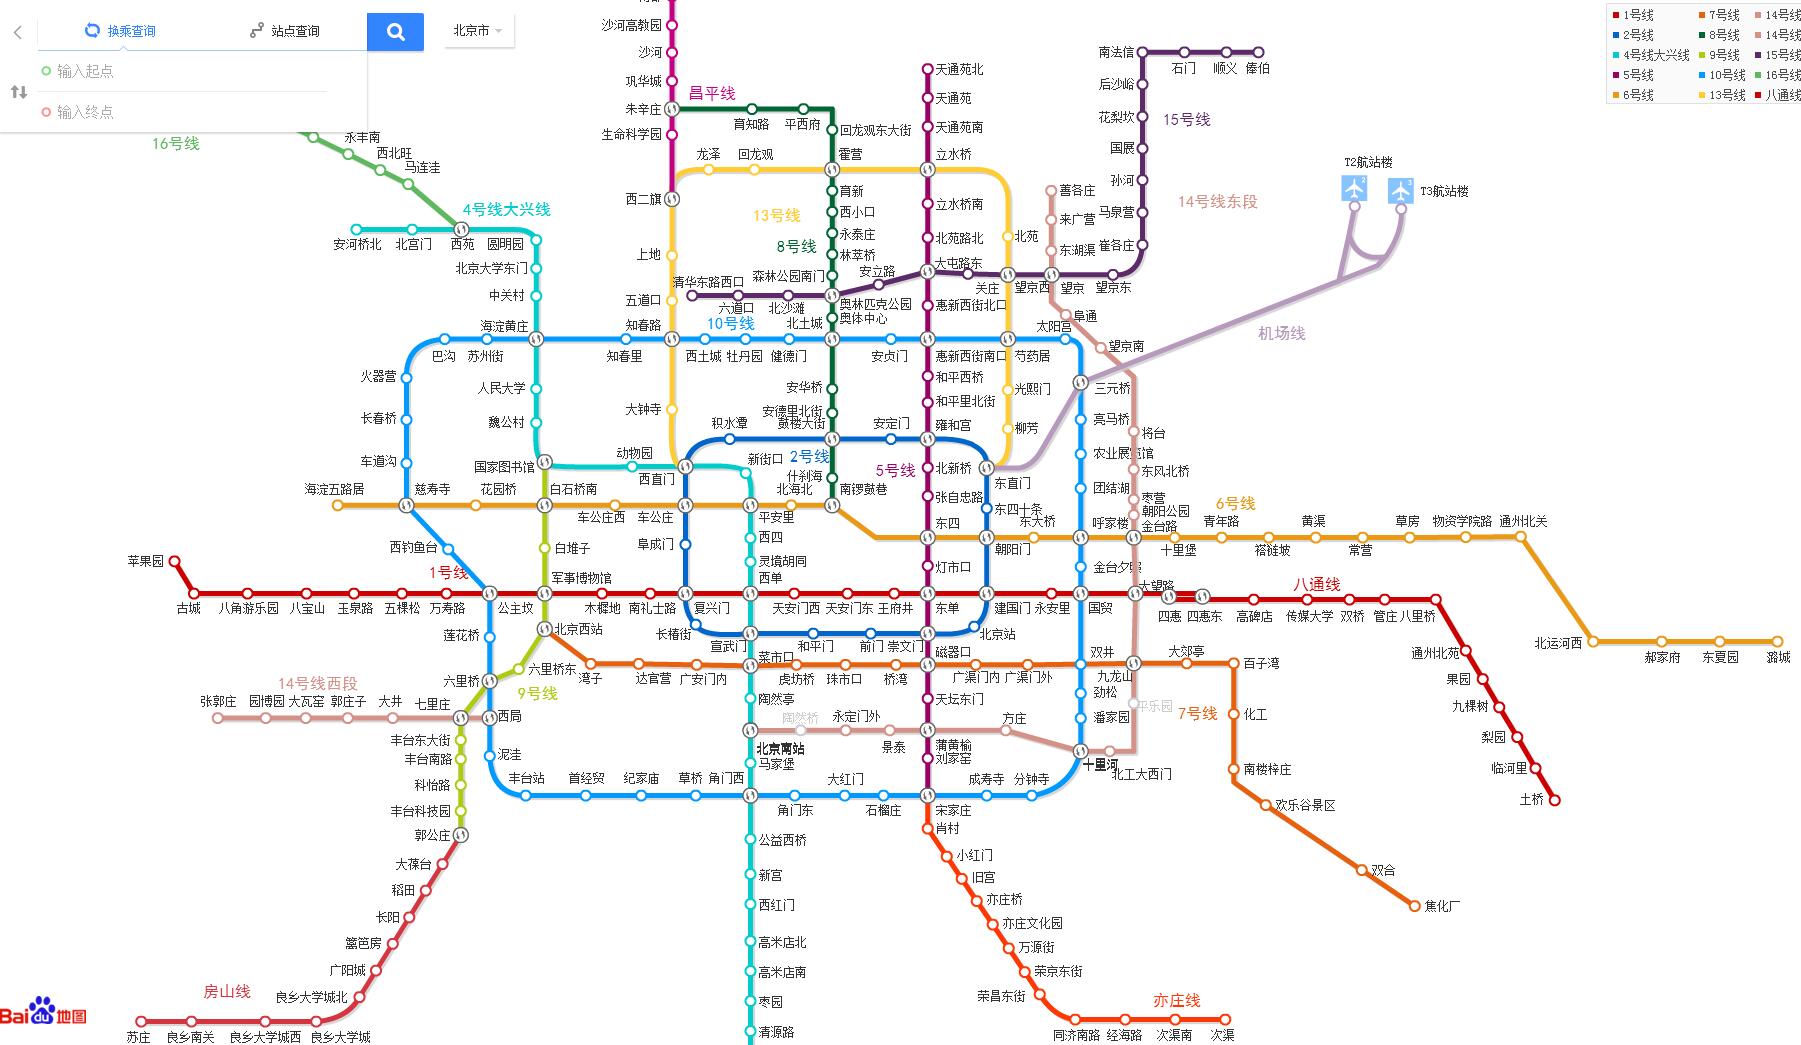 换乘查询
站点查询
北京市
输入起点
输入终点
1号线
7号线
14号线
2号线
8号线
14号线
4号线大兴线
9号线
15号线
5号线
10号线
16号线
6号线
13号线
八通线
沙河高教园
沙河
巩华城
朱辛庄
昌平线
生命科学园
育知路
平西府
回龙观东大街
天通苑北
天通苑
天通苑南
南法信
石门
顺义
俸伯
后沙峪
花梨坎
15号线
国展
孙河
马泉营
崔各庄
T2航站楼
T3航站楼
2
3
永丰南
16号线
西北旺
马连洼
龙泽
回龙观
霍营
立水桥
西二旗
育新
西小口
永泰庄
林萃桥
立水桥南
北苑路北
北苑
善各庄
来广营
东湖渠
14号线东段
4号线大兴线
13号线
8号线
安河桥北
北宫门
西苑
圆明园
北京大学东门
中关村
上地
五道口
清华东路西口
六道口
北沙滩
森林公园南门
奥林匹克公园
安立路
大屯路东
关庄
望京西
望京
望京东
奥体中心
惠新西街北口
阜通
望京南
机场线
海淀黄庄
知春路
10号线
北土城
太阳宫
巴沟
苏州街
知春里
西土城
牡丹园
健德门
安贞门
惠新西街南口
芍药居
三元桥
火器营
长春桥
车道沟
人民大学
魏公村
大钟寺
安华桥
安德里北街
和平西桥
和平里北街
光熙门
柳芳
亮马桥
农业展览馆
团结湖
将台
东风北桥
枣营
朝阳公园
积水潭
鼓楼大街
安定门
雍和宫
国家图书馆
动物园
西直门
新街口
2号线
什刹海
5号线
北新桥
东直门
海淀五路居
慈寿寺
花园桥
白石桥南
车公庄西
车公庄
平安里
北海北
南锣鼓巷
张自忠路
东四十条
东大桥
呼家楼
金台路
6号线
青年路
黄渠
草房
物资学院路
通州北关
西四
东四
朝阳门
十里堡
褡裢坡
常营
苹果园
西钓鱼台
白堆子
阜成门
灵境胡同
灯市口
金台夕照
1号线
军事博物馆
西单
大望路
八通线
古城
八角游乐园
八宝山
玉泉路
五棵松
万寿路
公主坟
木樨地
南礼士路
复兴门
天安门西
天安门东
王府井
东单
建国门
永安里
国贸
四惠
四惠东
高碑店
传媒大学
双桥
管庄
八里桥
莲花桥
北京西站
长椿街
宣武门
和平门
前门
崇文门
北京站
北运河西
郝家府
东夏园
潞城
通州北苑
果园
九棵树
梨园
临河里
土桥
菜市口
磁器口
双井
大郊亭
百子湾
六里桥东
湾子
达官营
广安门内
虎坊桥
珠市口
桥湾
广渠门内
广渠门外
九龙山
六里桥
9号线
14号线西段
张郭庄
园博园
大瓦窑
郭庄子
大井
七里庄
西局
陶然亭
天坛东门
劲松
平乐园
潘家园
7号线
化工
陶然桥
永定门外
方庄
北京南站
景泰
蒲黄榆
十里河
北工大西门
丰台东大街
丰台南路
科怡路
丰台科技园
郭公庄
泥洼
丰台站
首经贸
纪家庙
草桥
角门西
马家堡
大红门
刘家窑
成寿寺
分钟寺
南楼梓庄
欢乐谷景区
双合
焦化厂
角门东
石榴庄
宋家庄
大葆台
稻田
长阳
篱笆房
广阳城
良乡大学城北
房山线
公益西桥
新宫
西红门
高米店北
高米店南
枣园
清源路
肖村
小红门
旧宫
亦庄桥
亦庄文化园
万源街
荣京东街
荣昌东街
亦庄线
苏庄
良乡南关
良乡大学城西
良乡大学城
同济南路
经海路
次渠南
次渠
Bai du 地图